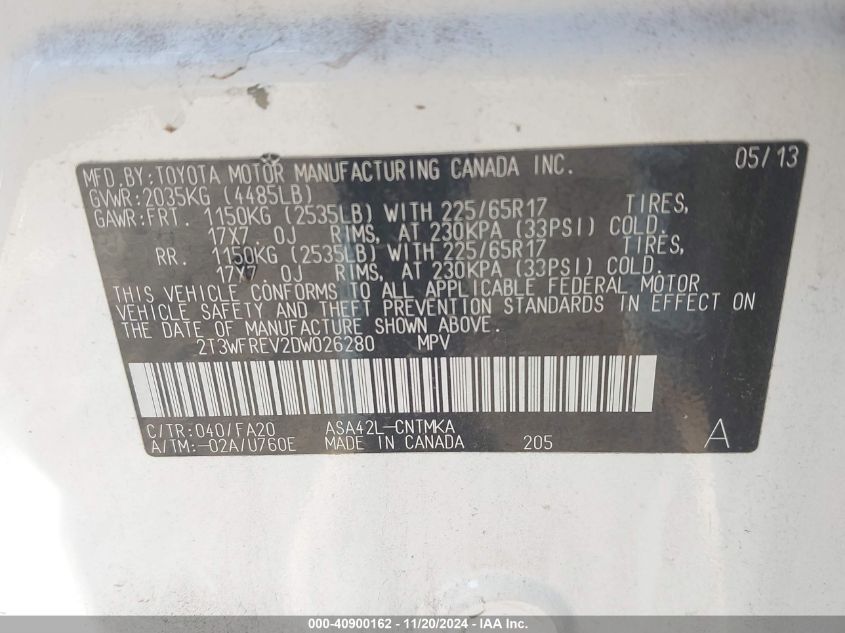 MFD.BY:TOYOTA MOTOR MANUFACTURING CANADA INC. 05/13
GVWR:2035KG (4485LB)
GAWR:FRT. 1150KG (2535LB) WITH 225/65R17 TIRES,
17X7.0J RIMS, AT 230KPA (33PSI) COLD.
RR. 1150KG (2535LB) WITH 225/65R17 TIRES,
17X7.0J RIMS, AT 230KPA (33PSI) COLD.
THIS VEHICLE CONFORMS TO ALL APPLICABLE FEDERAL MOTOR
VEHICLE SAFETY AND THEFT PREVENTION STANDARDS IN EFFECT ON
THE DATE OF MANUFACTURE SHOWN ABOVE.
2T3WFREV2DW026280 MPV
C/TR:040/FA20 ASA42L-CNTMKA
A/TM:-02A/U760E MADE IN CANADA 205 A
000-40900162 - 11/20/2024 - IAA Inc.